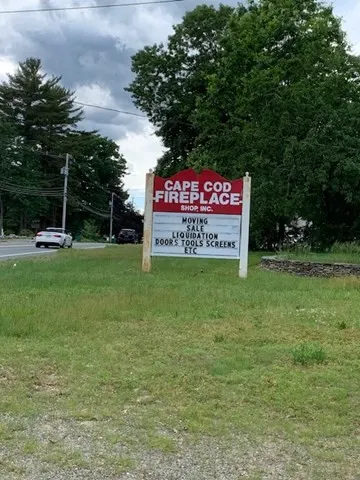 CAPE COD
FIREPLACE
SHOP, INC.
MOVING
SALE
LIQUIDATION
DOORS TOOLS SCREENS
ETC